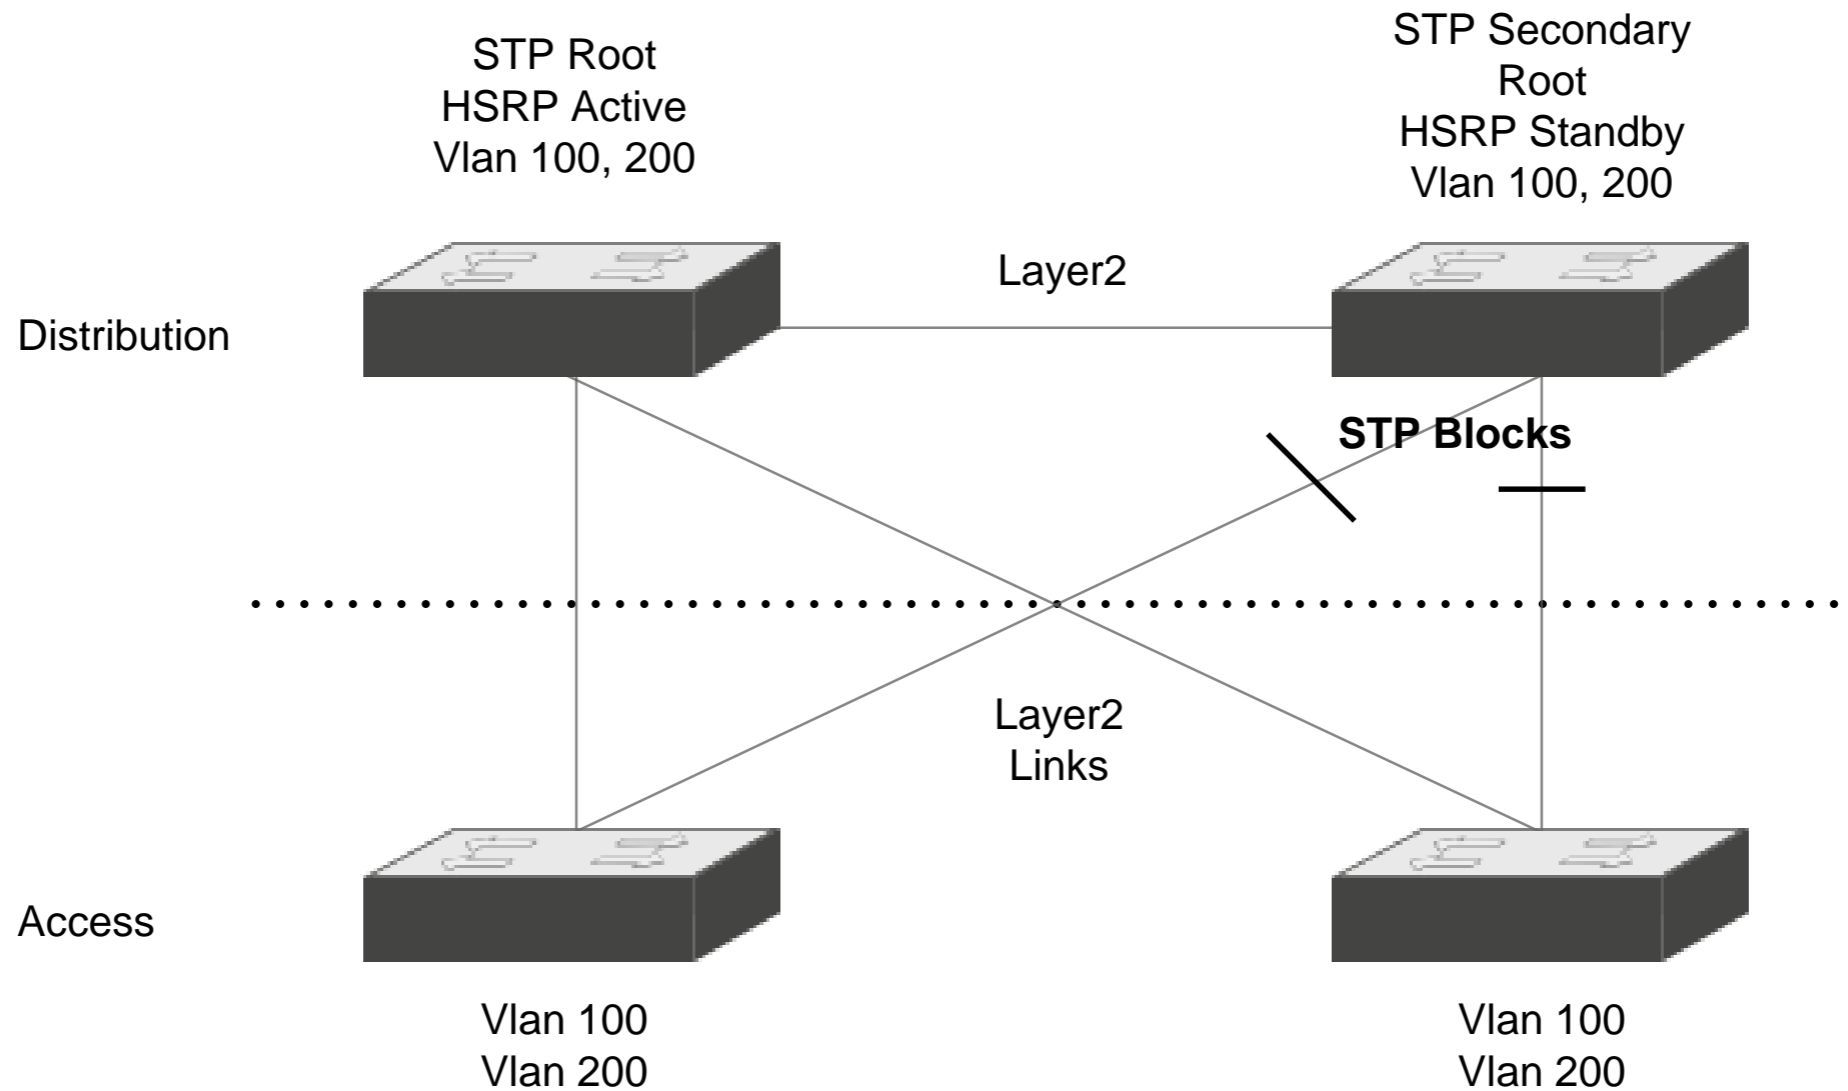 STP Root
HSRP Active
Vlan 100, 200
STP Secondary
Root
HSRP Standby
Vlan 100, 200
Layer2
Distribution
STP Blocks
Layer2
Links
Access
Vlan 100
Vlan 200
Vlan 100
Vlan 200